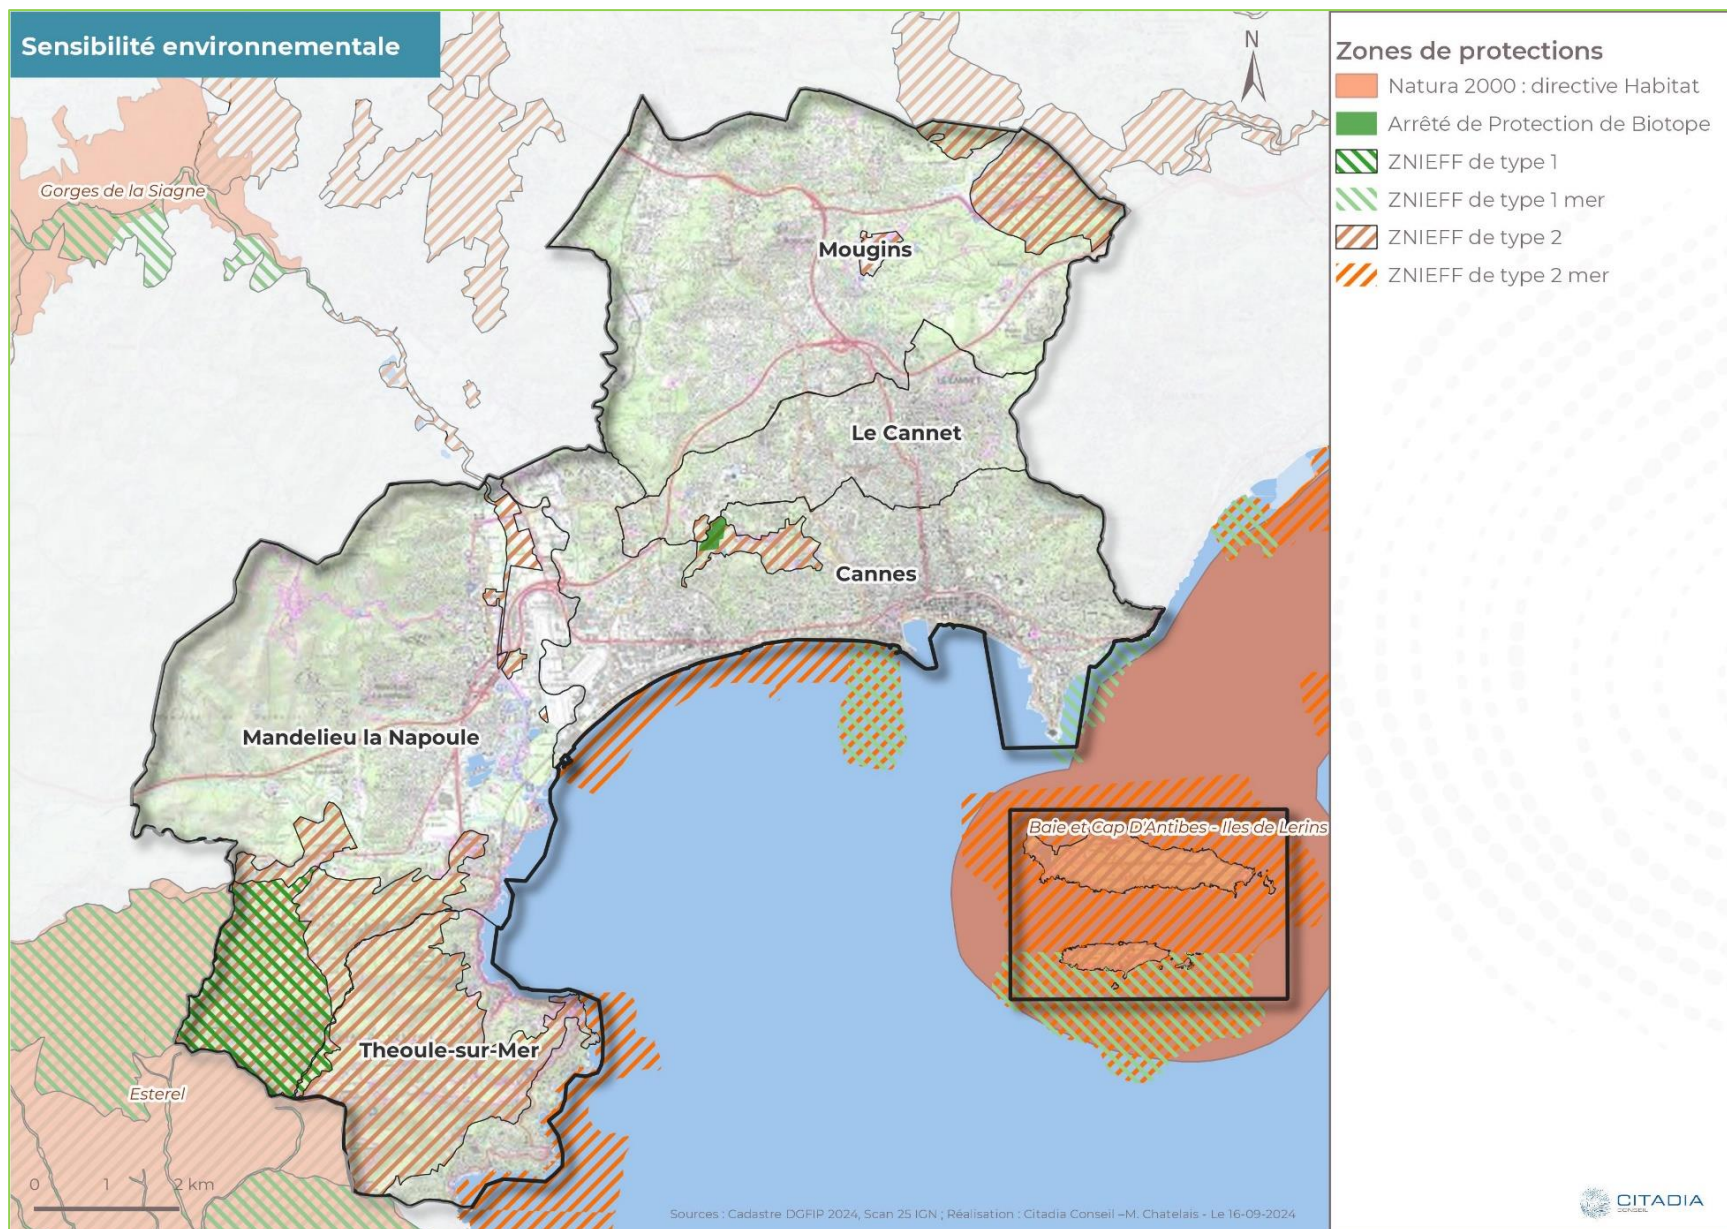 Sensibilité environnementale
N
Zones de protections
Natura 2000 : directive Habitat
Arrêté de Protection de Biotope
ZNIEFF de type 1
ZNIEFF de type 1 mer
ZNIEFF de type 2
ZNIEFF de type 2 mer
Gorges de la Siagne
Mougins
LE CANNET
Le Cannet
Cannes
Mandelieu la Napoule
Baie et Cap D'Antibes - Iles de Lerins
Theoule-sur-Mer
Esterel
0 1 2 km
Sources : Cadastre DGFIP 2024, Scan 25 IGN ; Réalisation : Citadia Conseil –M. Chatelais - Le 16-09-2024
CITADIA
CONSEIL